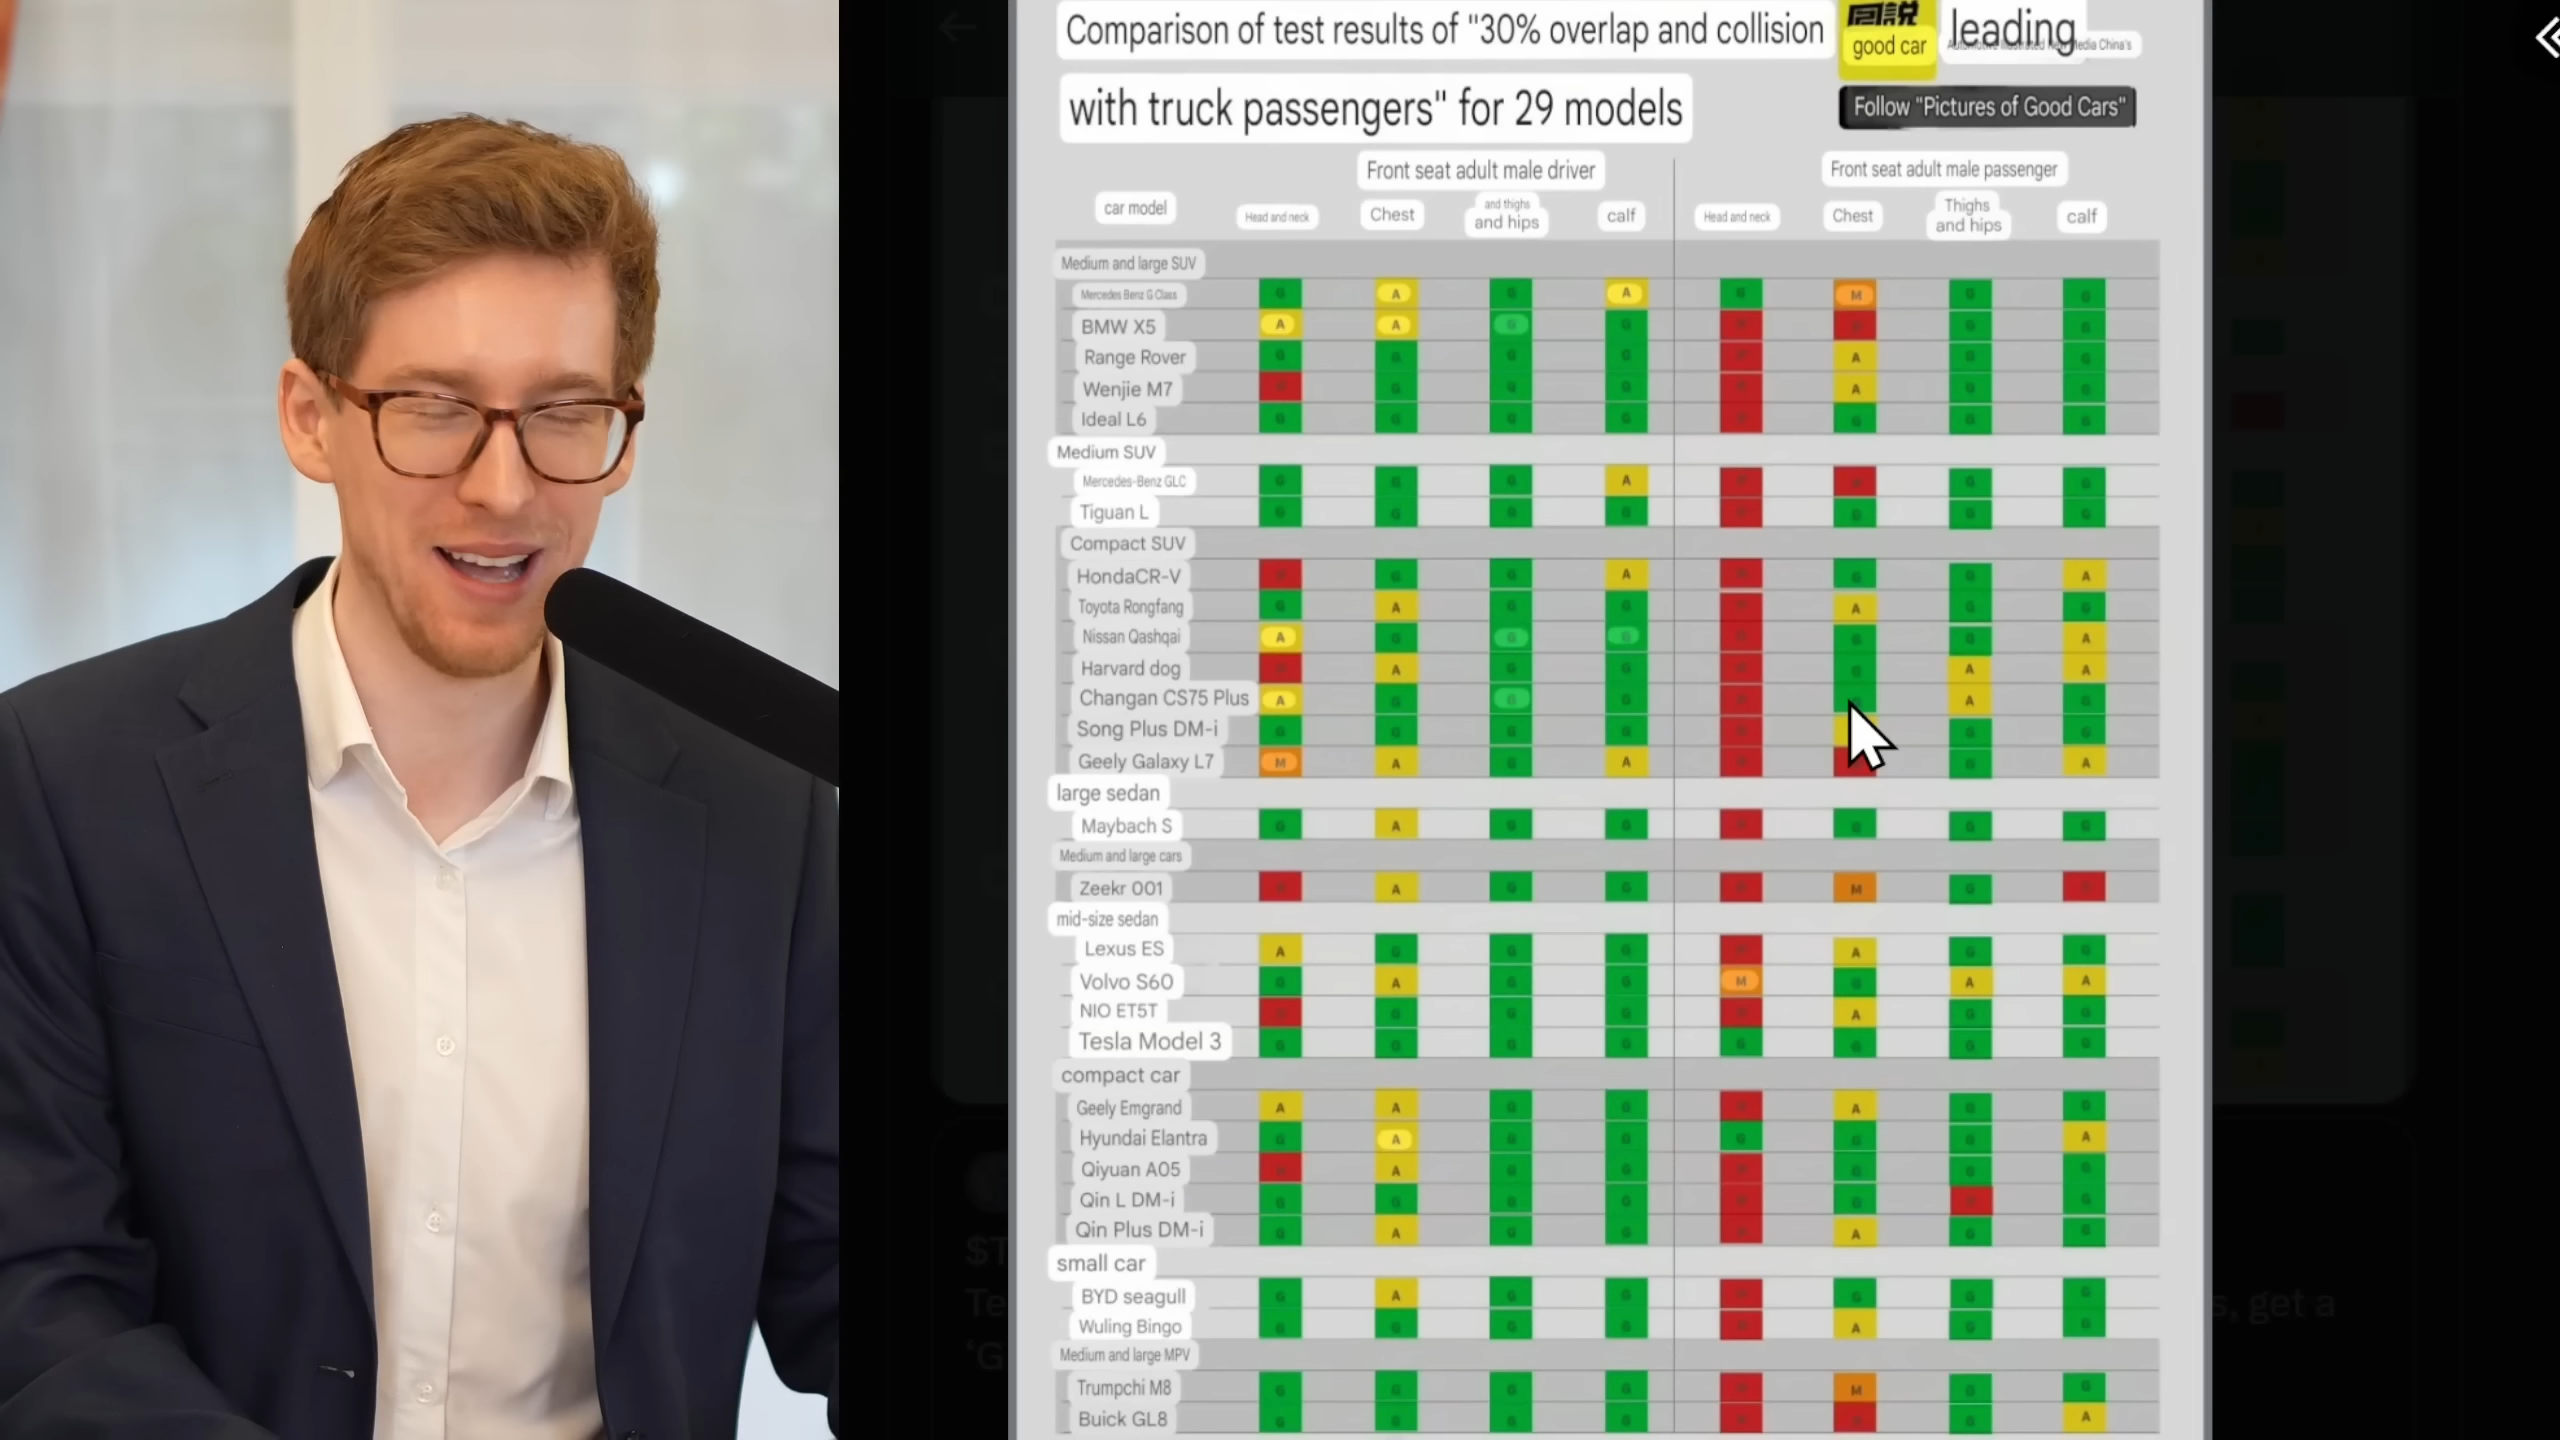 Comparison of test results of "30% overlap and collision
with truck passengers" for 29 models
good car
leading
Follow "Pictures of Good Cars"
Front seat adult male driver
Front seat adult male passenger
car model
Head and neck
Chest
and thighs
and hips
calf
Head and neck
Chest
Thighs
and hips
calf
Medium and large SUV
Mercedes Benz G Class G A G A G M G G
BMW X5 A A G G G G
Range Rover G G G G A G G
Wenjie M7 G G G A G G
Ideal L6 G G G G G G G
Medium SUV
Mercedes-Benz GLC G G G A G G
Tiguan L G G G G G G G
Compact SUV
HondaCR-V G G A G G A
Toyota Rongfang G A G G A G G
Nissan Qashqai A G G G G G A
Harvard dog A G G G A A
Changan CS75 Plus A G G G A G
Song Plus DM-i G G G G G G
Geely Galaxy L7 M A G A G A
large sedan
Maybach S G A G G G G G
Medium and large cars
Zeekr 001 A G G M G
mid-size sedan
Lexus ES A G G G A G G
Volvo S60 G A G G M G A A
NIO ET5T G G G A G G
Tesla Model 3 G G G G G G G G
compact car
Geely Emgrand A A G G A G G
Hyundai Elantra G A G G G G G A
Qiyuan A05 A G G G G G
Qin L DM-i G G G G G G
Qin Plus DM-i G A G G A G G
small car
BYD seagull G A G G G G G
Wuling Bingo G G G G A G G
Medium and large MPV
Trumpchi M8 G G G G M G G
Buick GL8 G G G G G A
s, get a